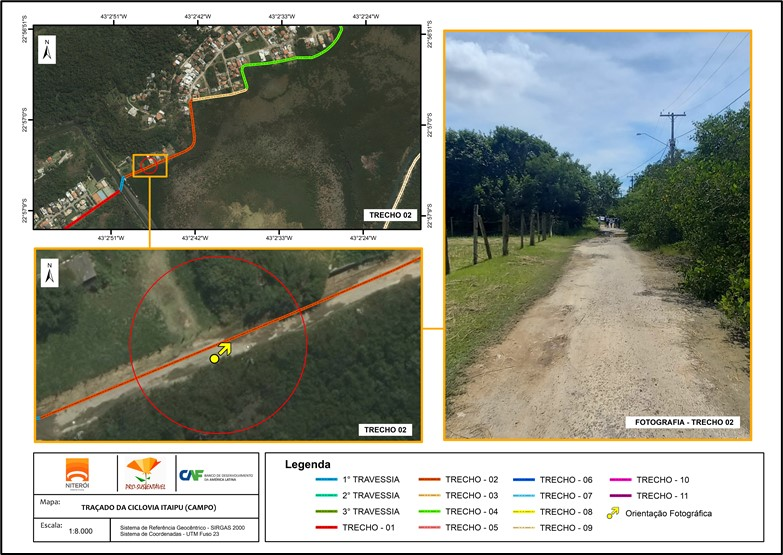 43°2'51"W 43°2'42"W 43°2'33"W 43°2'24"W
22°56'51"S 22°56'51"S
22°57'0"S 22°57'0"S
22°57'9"S 22°57'9"S
N
TRECHO 02
43°2'51"W 43°2'42"W 43°2'33"W 43°2'24"W
N
TRECHO 02
FOTOGRAFIA - TRECHO 02
NITERÓI
PRO-SUSTENTÁVEL
CAF BANCO DE DESENVOLVIMENTO
DA AMÉRICA LATINA
Mapa:
TRAÇADO DA CICLOVIA ITAIPU (CAMPO)
Escala:
1:8.000
Sistema de Referência Geocêntrico - SIRGAS 2000
Sistema de Coordenadas - UTM Fuso 23
Legenda
1° TRAVESSIA
2° TRAVESSIA
3° TRAVESSIA
TRECHO - 01
TRECHO - 02
TRECHO - 03
TRECHO - 04
TRECHO - 05
TRECHO - 06
TRECHO - 07
TRECHO - 08
TRECHO - 09
TRECHO - 10
TRECHO - 11
Orientação Fotográfica